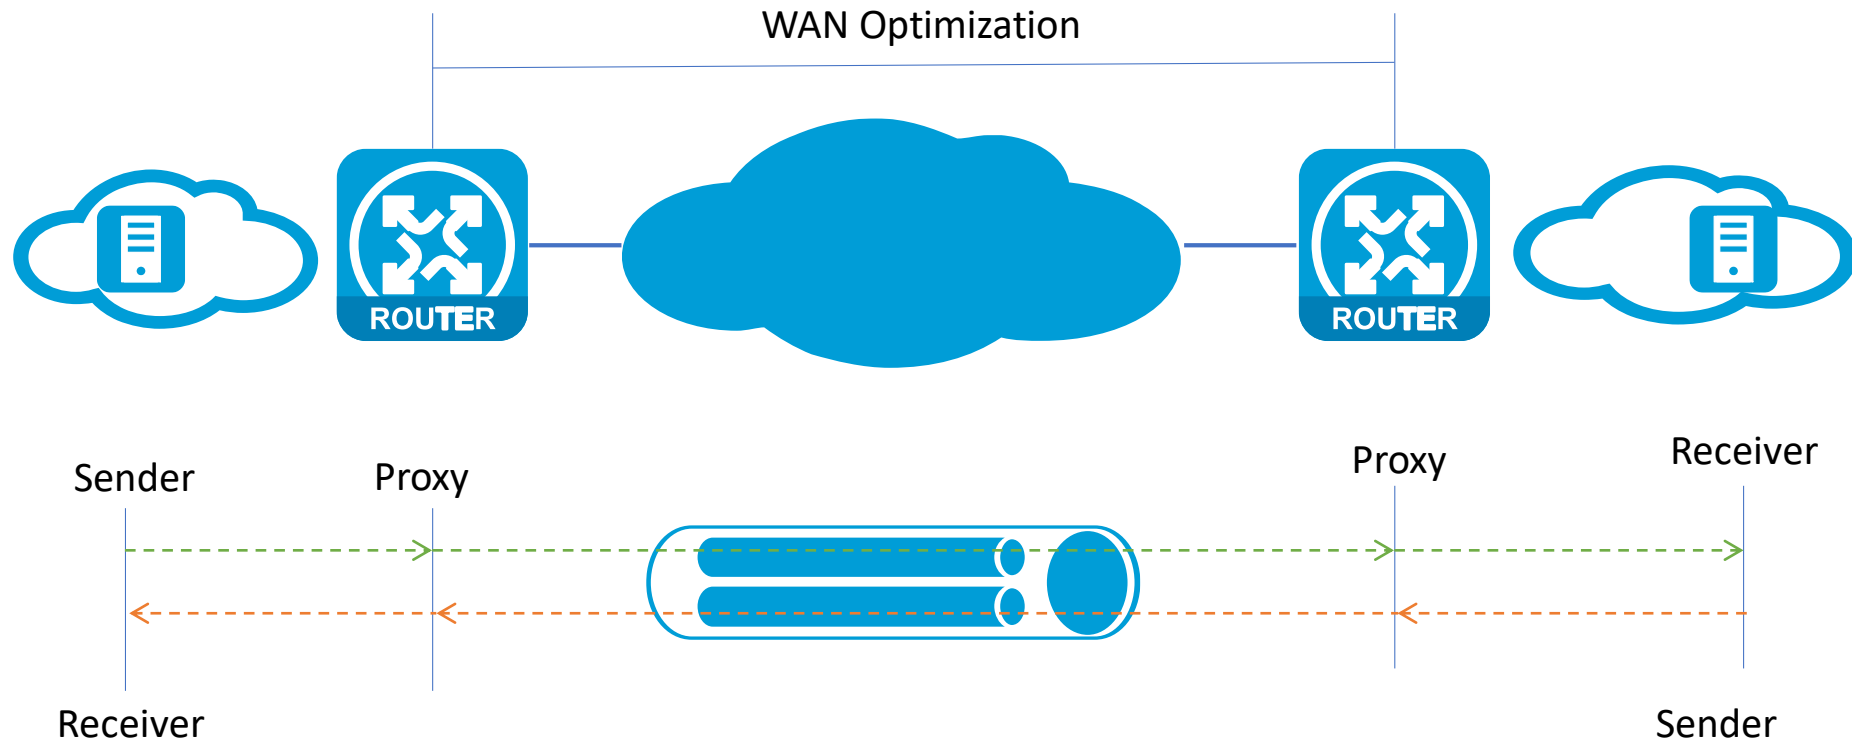 WAN Optimization
ROUTER
ROUTER
Sender
Proxy
Proxy
Receiver
Receiver
Sender